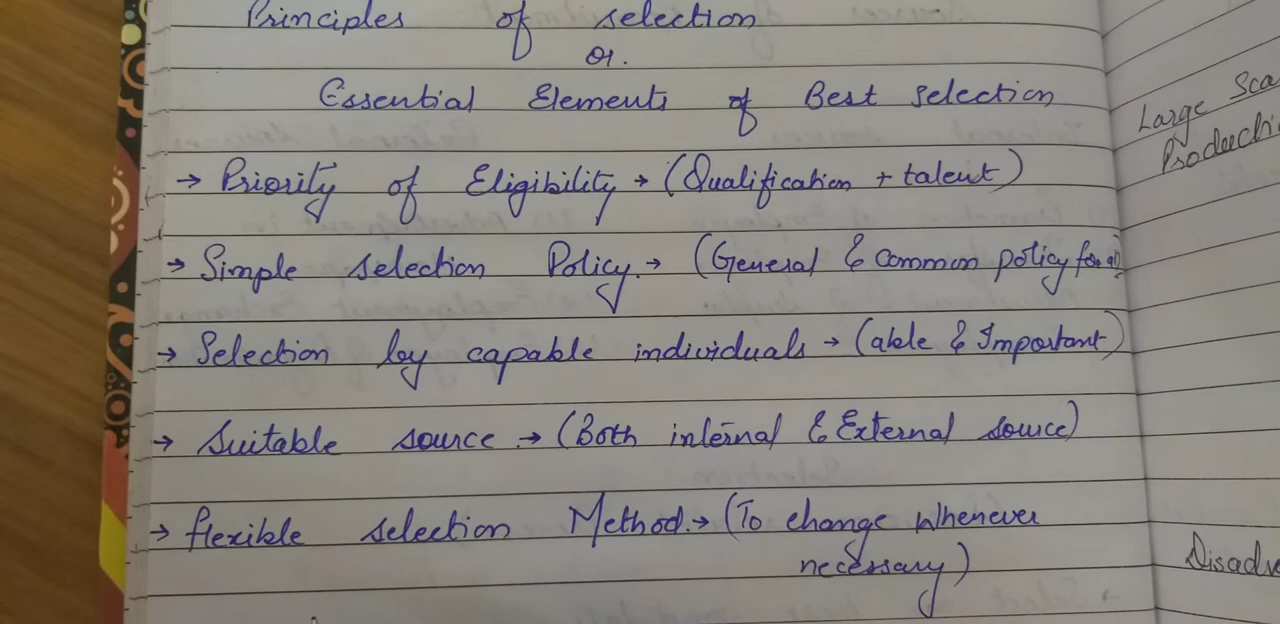 Principles of selection
or.
Essential Elements of Best selection
→ Priority of Eligibility → (Qualification + talent)
→ Simple selection Policy. → (General & Common policy for all)
→ Selection by capable individuals → (able & Important)
→ Suitable source → (Both internal & External source)
→ flexible selection Method. → (To change whenever
necessary)
Large Sca
Producti
Disadv